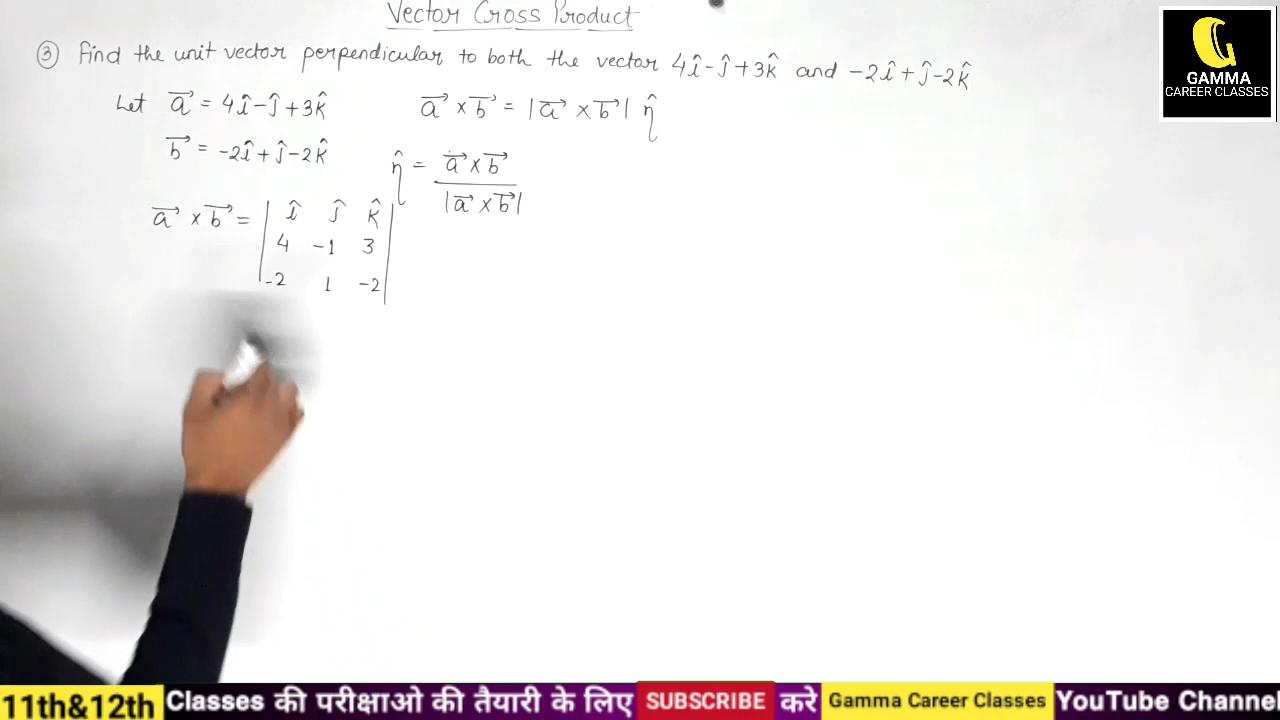 Vector Cross Product
③ Find the unit vector perpendicular to both the vector 4î-ĵ+3k̂ and -2î+ĵ-2k̂
Let a⃗ = 4î-ĵ+3k̂
b⃗ = -2î+ĵ-2k̂
a⃗ × b⃗ = |a⃗ × b⃗| η̂
η̂ = a⃗×b⃗ / |a⃗×b⃗|
a⃗ × b⃗ = | î ĵ k̂ |
4 -1 3
-2 1 -2
GAMMA
CAREER CLASSES
11th&12th Classes की परीक्षाओ की तैयारी के लिए SUBSCRIBE करे Gamma Career Classes YouTube Channel